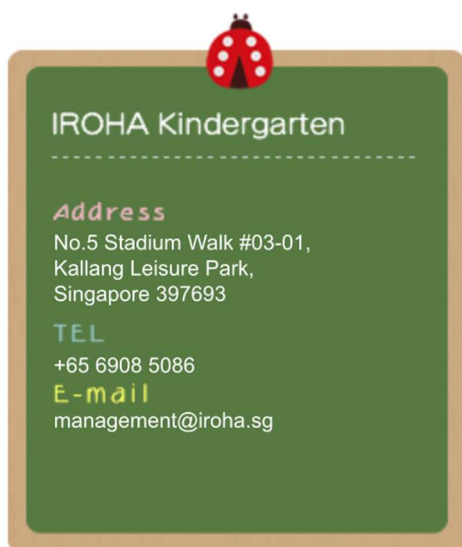 IROHA Kindergarten
Address
No.5 Stadium Walk #03-01,
Kallang Leisure Park,
Singapore 397693
TEL
+65 6908 5086
E-mail
management@iroha.sg